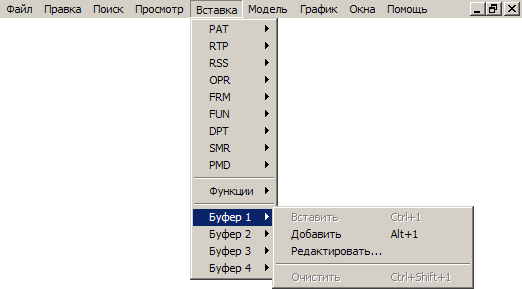 Файл Правка Поиск Просмотр Вставка Модель График Окна Помощь
PAT
RTP
RSS
OPR
FRM
FUN
DPT
SMR
PMD
Функции
Буфер 1
Вставить Ctrl+1
Буфер 2
Добавить Alt+1
Буфер 3
Редактировать...
Буфер 4
Очистить Ctrl+Shift+1